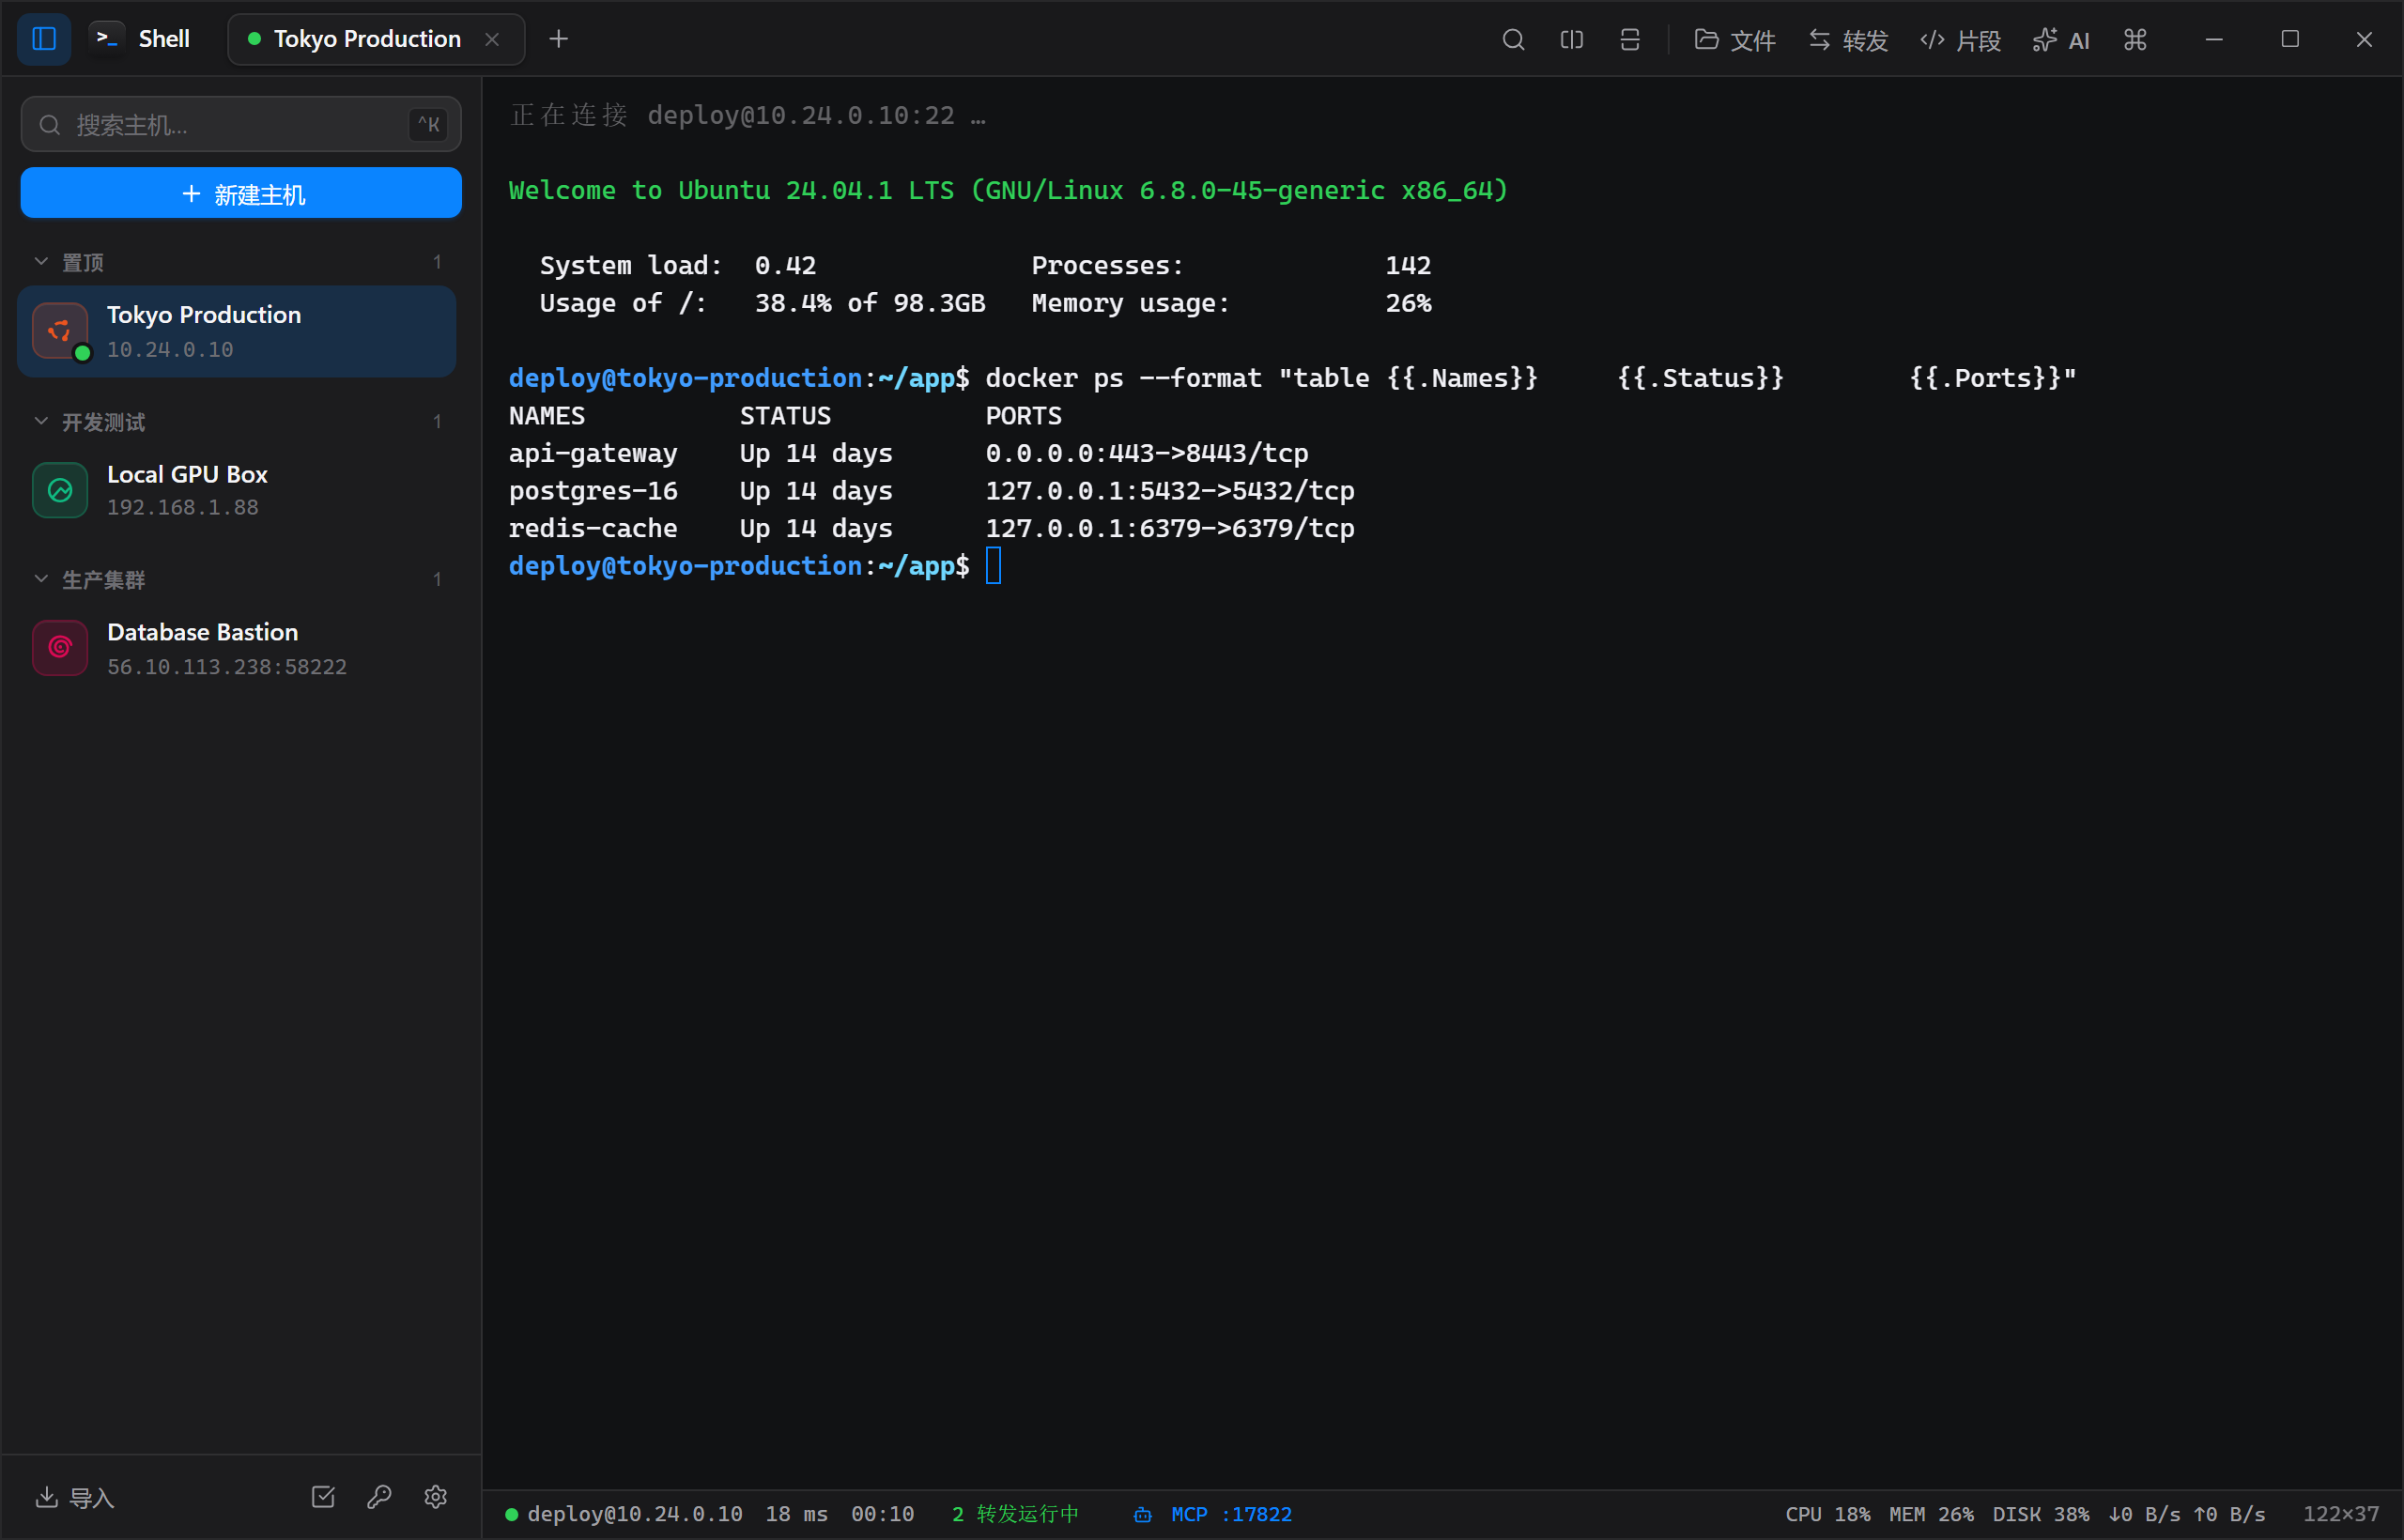 Shell
Tokyo Production
文件 转发 片段 AI
搜索主机... ^K
新建主机
置顶 1
Tokyo Production
10.24.0.10
开发测试 1
Local GPU Box
192.168.1.88
生产集群 1
Database Bastion
56.10.113.238:58222
导入
正在连接 deploy@10.24.0.10:22 …
Welcome to Ubuntu 24.04.1 LTS (GNU/Linux 6.8.0-45-generic x86_64)
System load: 0.42 Processes: 142
Usage of /: 38.4% of 98.3GB Memory usage: 26%
deploy@tokyo-production:~/app$ docker ps --format "table {{.Names}} {{.Status}} {{.Ports}}"
NAMES STATUS PORTS
api-gateway Up 14 days 0.0.0.0:443->8443/tcp
postgres-16 Up 14 days 127.0.0.1:5432->5432/tcp
redis-cache Up 14 days 127.0.0.1:6379->6379/tcp
deploy@tokyo-production:~/app$
deploy@10.24.0.10 18 ms 00:10 2 转发运行中 MCP :17822 CPU 18% MEM 26% DISK 38% ↓0 B/s ↑0 B/s 122×37